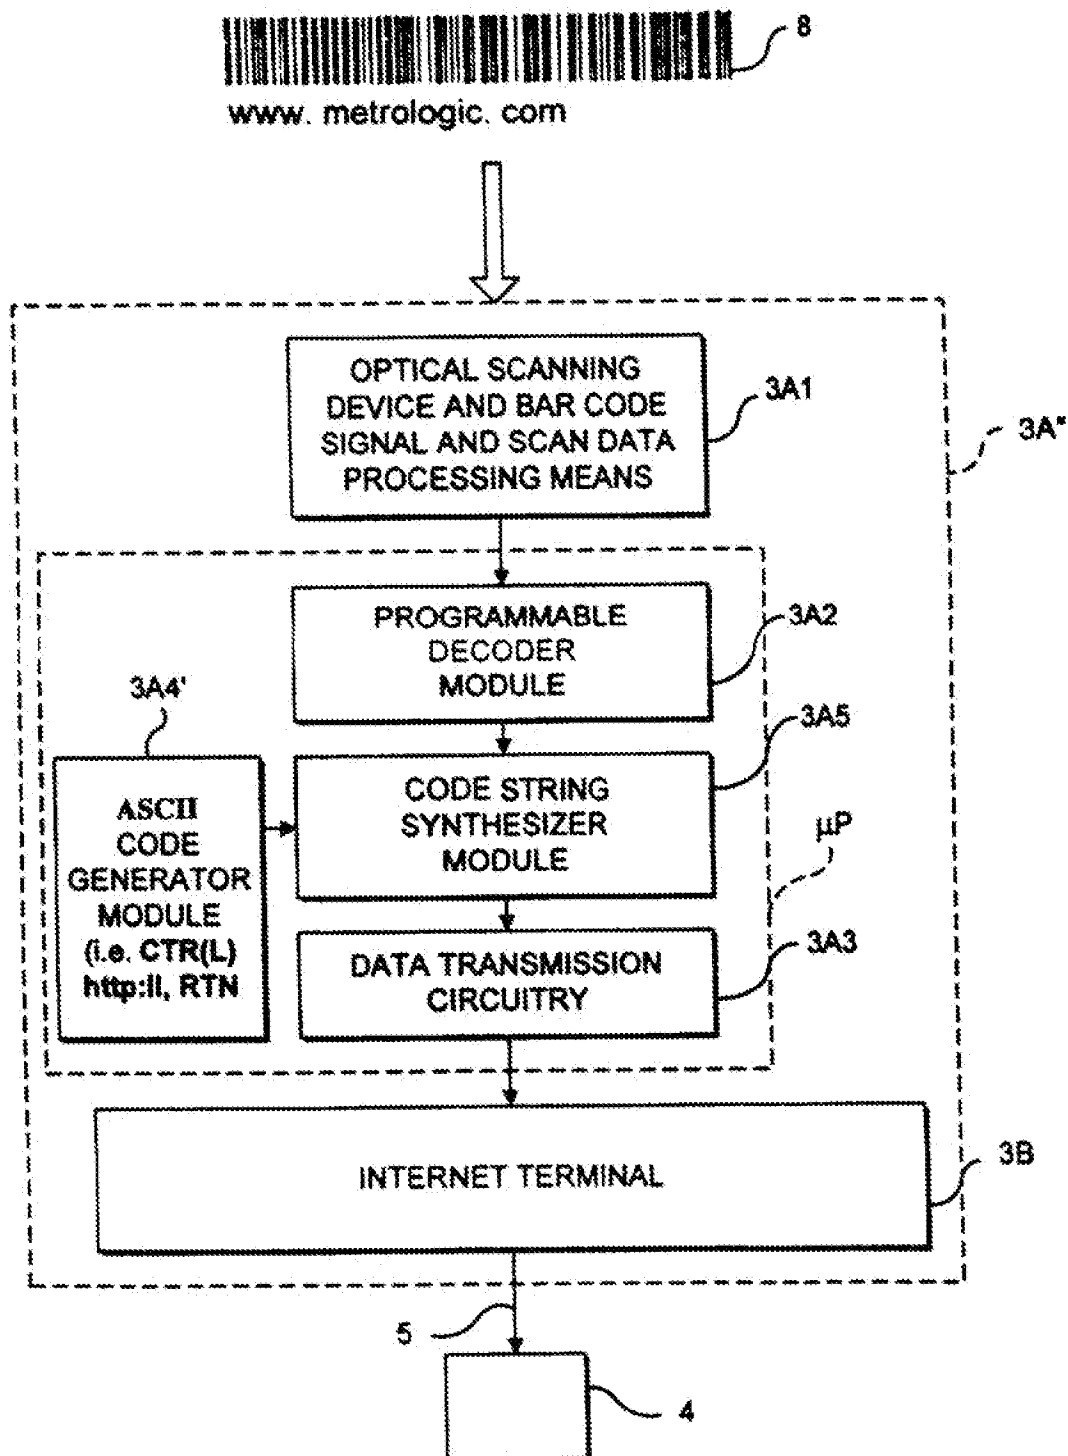 8
www. metrologic. com
OPTICAL SCANNING
DEVICE AND BAR CODE
SIGNAL AND SCAN DATA
PROCESSING MEANS
3A1
3A"
PROGRAMMABLE
DECODER
MODULE
3A2
3A4'
3A5
CODE STRING
SYNTHESIZER
MODULE
ASCII
CODE
GENERATOR
MODULE
(i.e. CTR(L)
http:ll, RTN
µP
DATA TRANSMISSION
CIRCUITRY
3A3
INTERNET TERMINAL
3B
5
4